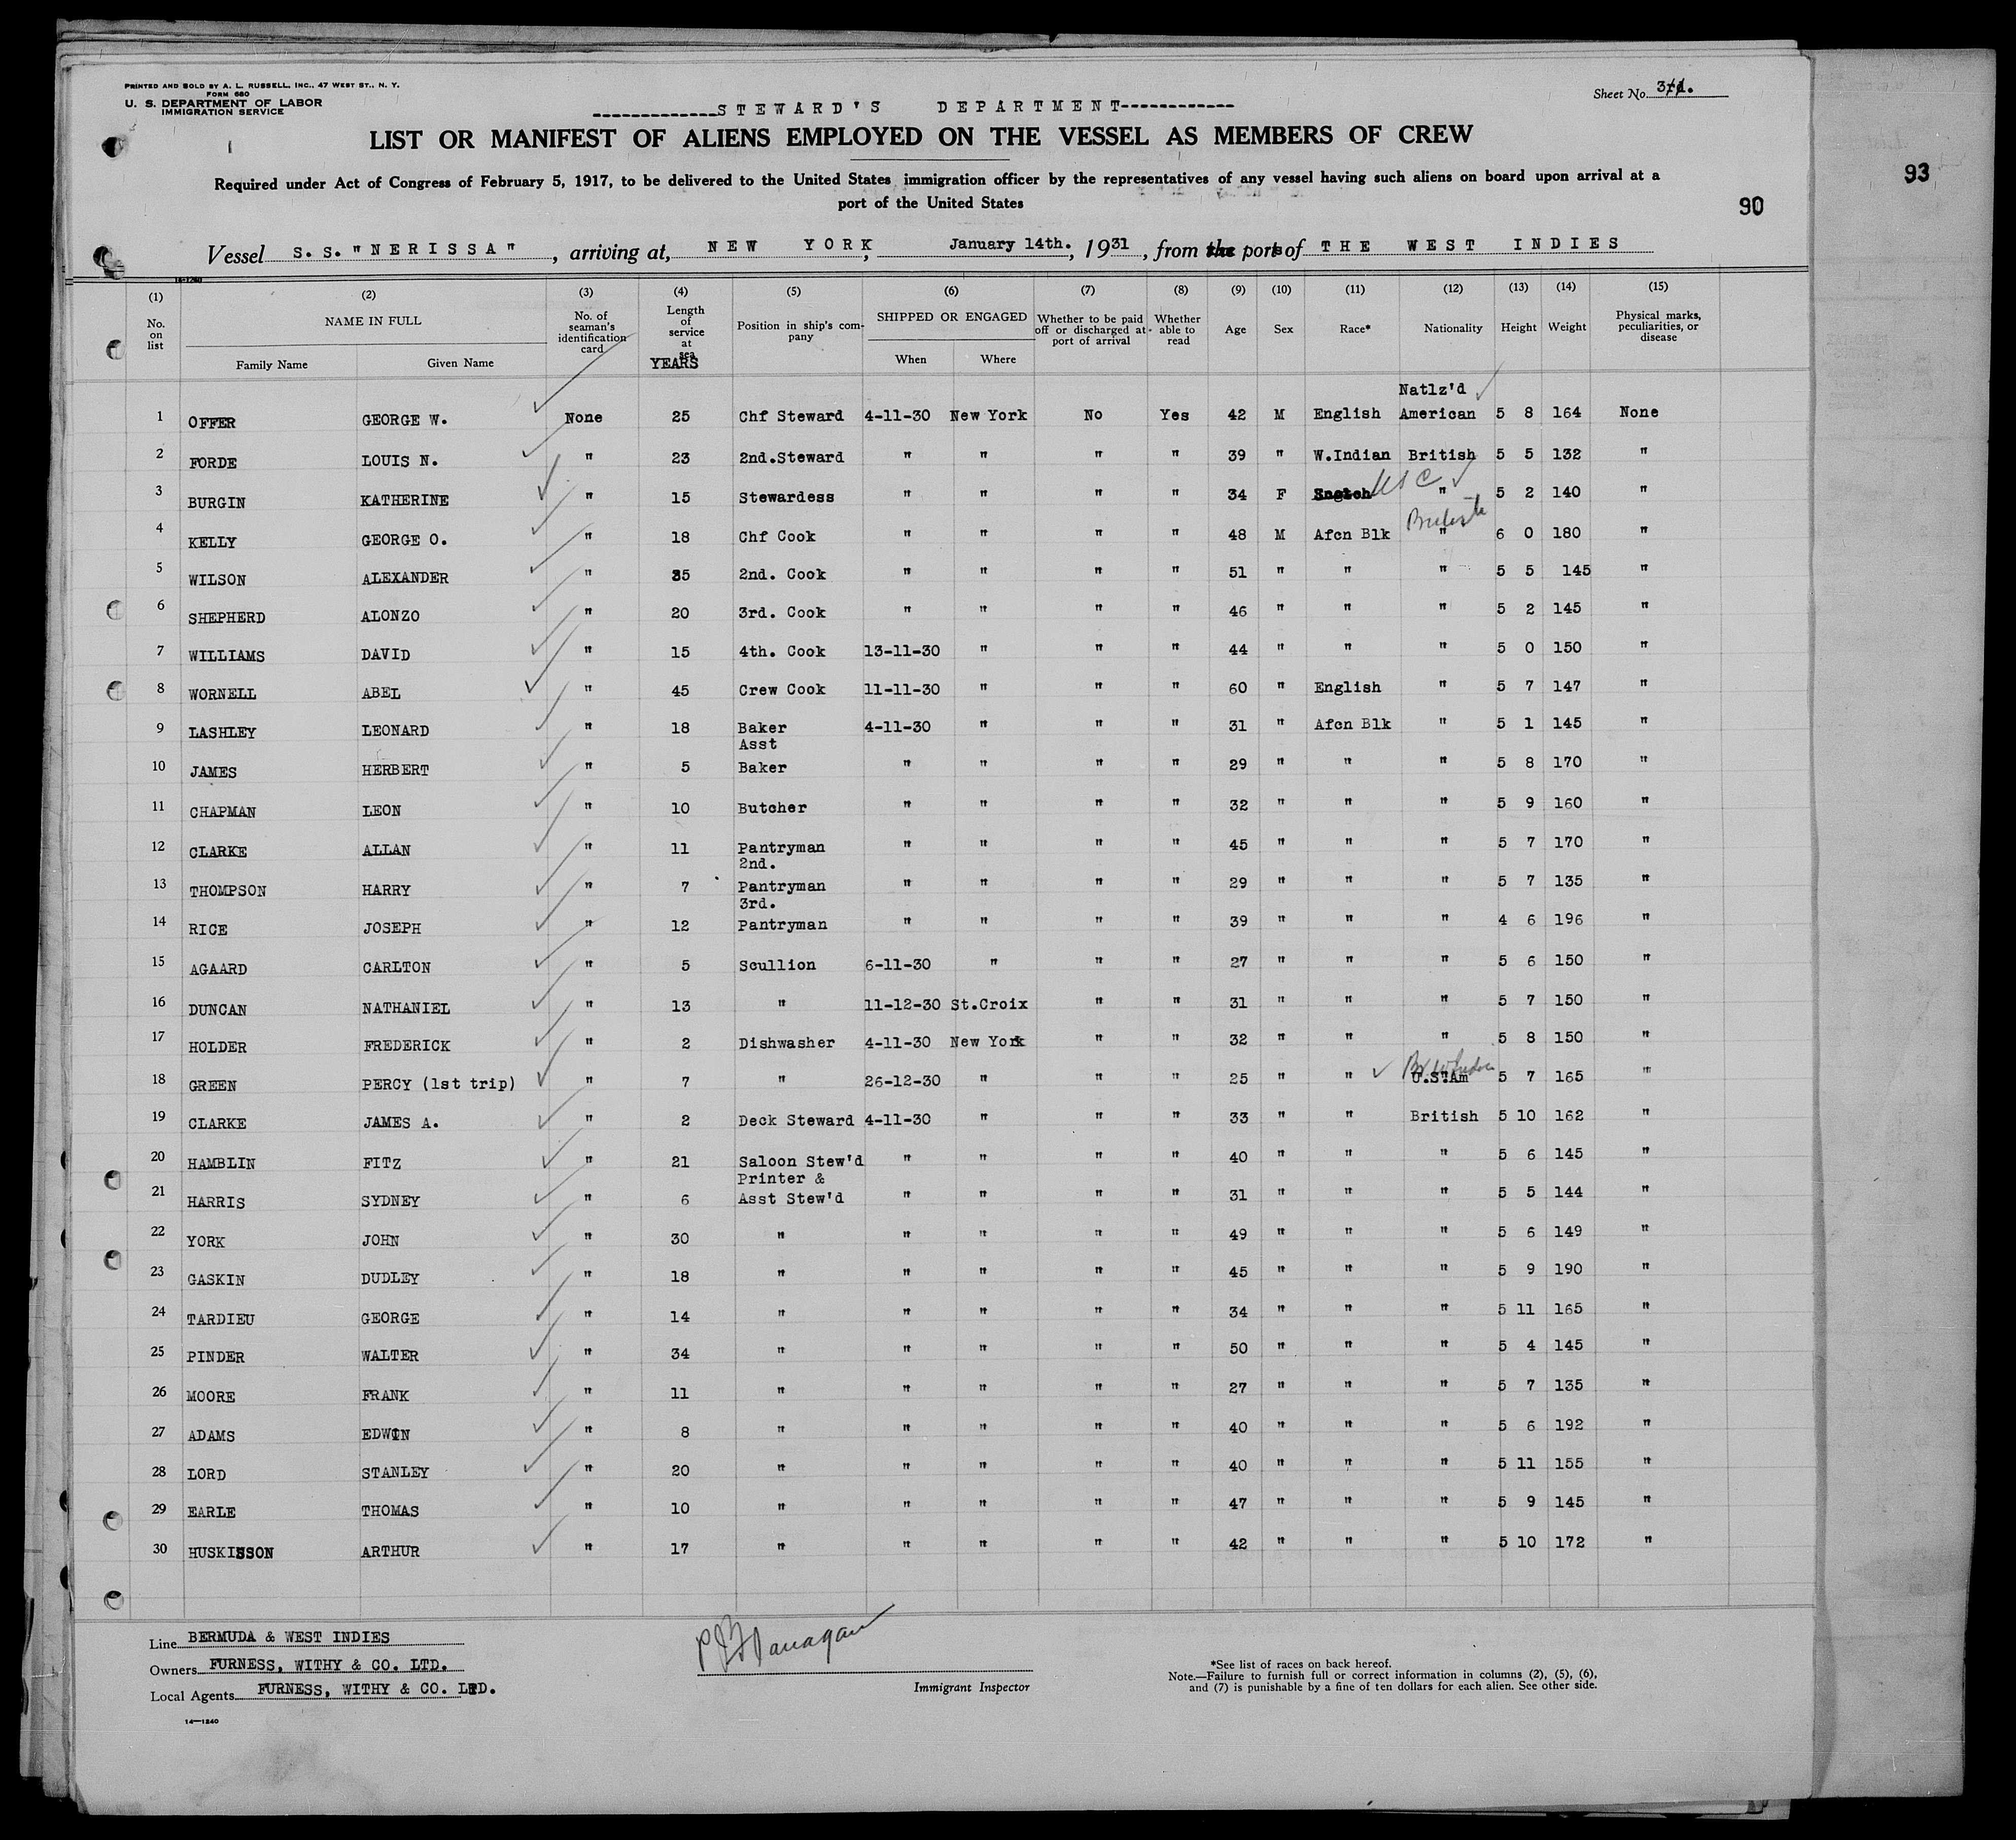 PRINTED AND SOLD BY A. L. RUSSELL, INC., 47 WEST ST., N. Y.
FORM 680
U. S. DEPARTMENT OF LABOR
IMMIGRATION SERVICE
Sheet No.
STEWARD'S DEPARTMENT
LIST OR MANIFEST OF ALIENS EMPLOYED ON THE VESSEL AS MEMBERS OF CREW
Required under Act of Congress of February 5, 1917, to be delivered to the United States immigration officer by the representatives of any vessel having such aliens on board upon arrival at a
port of the United States
93
90
Vessel S. S. "NERISSA", arriving at, NEW YORK, January 14th., 1931, from the ports of THE WEST INDIES
14-1240
(1) (2) (3) (4) (5) (6) (7) (8) (9) (10) (11) (12) (13) (14) (15)
No. on list NAME IN FULL Family Name Given Name No. of seaman's identification card Length of service at sea YEARS Position in ship's company SHIPPED OR ENGAGED When Where Whether to be paid off or discharged at port of arrival Whether able to read Age Sex Race* Nationality Height Weight Physical marks, peculiarities, or disease
Natlz'd
1 OFFER GEORGE W. None 25 Chf Steward 4-11-30 New York No Yes 42 M English American 5 8 164 None
2 FORDE LOUIS N. " 23 2nd.Steward " " " " 39 " W.Indian British 5 5 132 "
3 BURGIN KATHERINE " 15 Stewardess " " " " 34 F USC " 5 2 140 "
British
4 KELLY GEORGE O. " 18 Chf Cook " " " " 48 M Afcn Blk " 6 0 180 "
5 WILSON ALEXANDER " 35 2nd. Cook " " " " 51 " " " 5 5 145 "
6 SHEPHERD ALONZO " 20 3rd. Cook " " " " 46 " " " 5 2 145 "
7 WILLIAMS DAVID " 15 4th. Cook 13-11-30 " " " 44 " " " 5 0 150 "
8 WORNELL ABEL " 45 Crew Cook 11-11-30 " " " 60 " English " 5 7 147 "
9 LASHLEY LEONARD " 18 Baker 4-11-30 " " " 31 " Afcn Blk " 5 1 145 "
Asst
10 JAMES HERBERT " 5 Baker " " " " 29 " " " 5 8 170 "
11 CHAPMAN LEON " 10 Butcher " " " " 32 " " " 5 9 160 "
12 CLARKE ALLAN " 11 Pantryman " " " " 45 " " " 5 7 170 "
2nd.
13 THOMPSON HARRY " 7 Pantryman " " " " 29 " " " 5 7 135 "
3rd.
14 RICE JOSEPH " 12 Pantryman " " " " 39 " " " 4 6 196 "
15 AGAARD CARLTON " 5 Scullion 6-11-30 " " " 27 " " " 5 6 150 "
16 DUNCAN NATHANIEL " 13 " 11-12-30 St.Croix " " 31 " " " 5 7 150 "
17 HOLDER FREDERICK " 2 Dishwasher 4-11-30 New York " " 32 " " " 5 8 150 "
18 GREEN PERCY (1st trip) " 7 " 26-12-30 " " " 25 " " U.S.Am 5 7 165 "
19 CLARKE JAMES A. " 2 Deck Steward 4-11-30 " " " 33 " " British 5 10 162 "
20 HAMBLIN FITZ " 21 Saloon Stew'd " " " " 40 " " " 5 6 145 "
Printer &
21 HARRIS SYDNEY " 6 Asst Stew'd " " " " 31 " " " 5 5 144 "
22 YORK JOHN " 30 " " " " " 49 " " " 5 6 149 "
23 GASKIN DUDLEY " 18 " " " " " 45 " " " 5 9 190 "
24 TARDIEU GEORGE " 14 " " " " " 34 " " " 5 11 165 "
25 PINDER WALTER " 34 " " " " " 50 " " " 5 4 145 "
26 MOORE FRANK " 11 " " " " " 27 " " " 5 7 135 "
27 ADAMS EDWIN " 8 " " " " " 40 " " " 5 6 192 "
28 LORD STANLEY " 20 " " " " " 40 " " " 5 11 155 "
29 EARLE THOMAS " 10 " " " " " 47 " " " 5 9 145 "
30 HUSKISSON ARTHUR " 17 " " " " " 42 " " " 5 10 172 "
Line BERMUDA & WEST INDIES
Owners FURNESS, WITHY & CO. LTD.
Local Agents FURNESS, WITHY & CO. LTD.
14—1240
P J Flanagan
Immigrant Inspector
*See list of races on back hereof.
Note.—Failure to furnish full or correct information in columns (2), (5), (6),
and (7) is punishable by a fine of ten dollars for each alien. See other side.